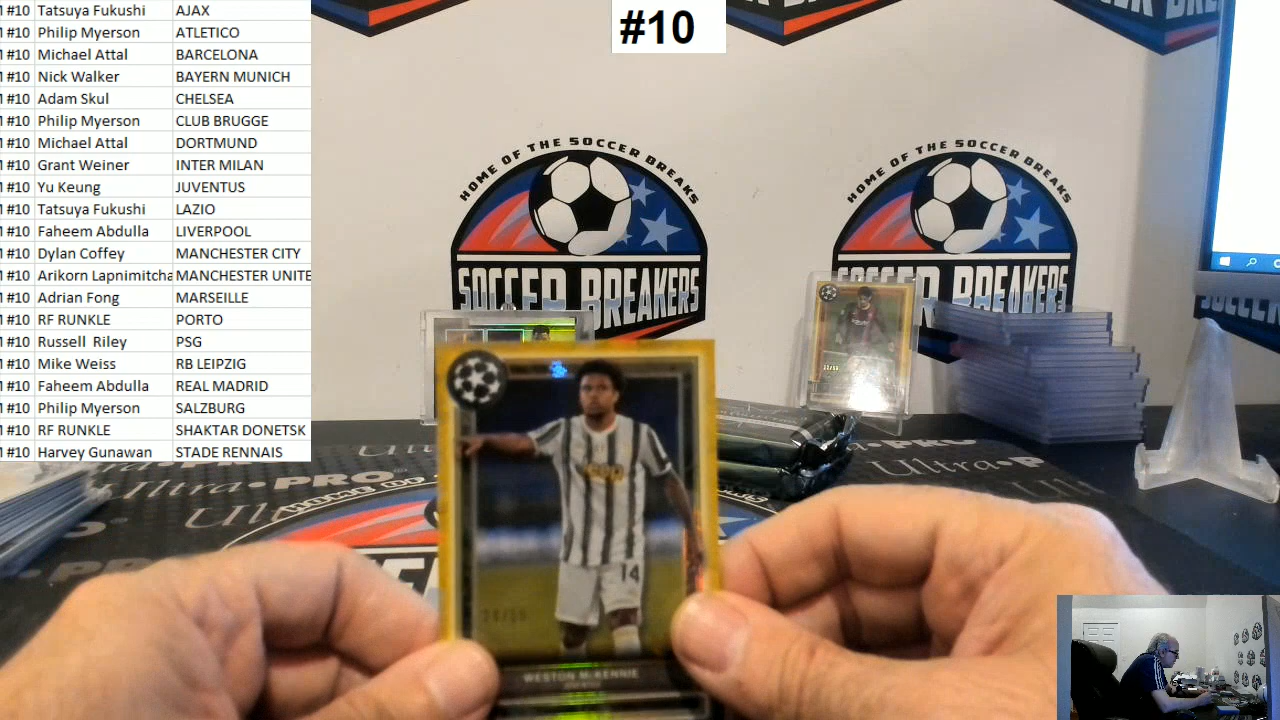 #10 Tatsuya Fukushi AJAX
#10 Philip Myerson ATLETICO
#10 Michael Attal BARCELONA
#10 Nick Walker BAYERN MUNICH
#10 Adam Skul CHELSEA
#10 Philip Myerson CLUB BRUGGE
#10 Michael Attal DORTMUND
#10 Grant Weiner INTER MILAN
#10 Yu Keung JUVENTUS
#10 Tatsuya Fukushi LAZIO
#10 Faheem Abdulla LIVERPOOL
#10 Dylan Coffey MANCHESTER CITY
#10 Arikorn Lapnimitcha MANCHESTER UNITE
#10 Adrian Fong MARSEILLE
#10 RF RUNKLE PORTO
#10 Russell Riley PSG
#10 Mike Weiss RB LEIPZIG
#10 Faheem Abdulla REAL MADRID
#10 Philip Myerson SALZBURG
#10 RF RUNKLE SHAKTAR DONETSK
#10 Harvey Gunawan STADE RENNAIS
#10
HOME OF THE SOCCER BREAKS
SOCCER BREAKERS
HOME OF THE SOCCER BREAKS
SOCCER BREAKERS
Ultra PRO
HOME OF
Jeep
14
WESTON McKENNIE